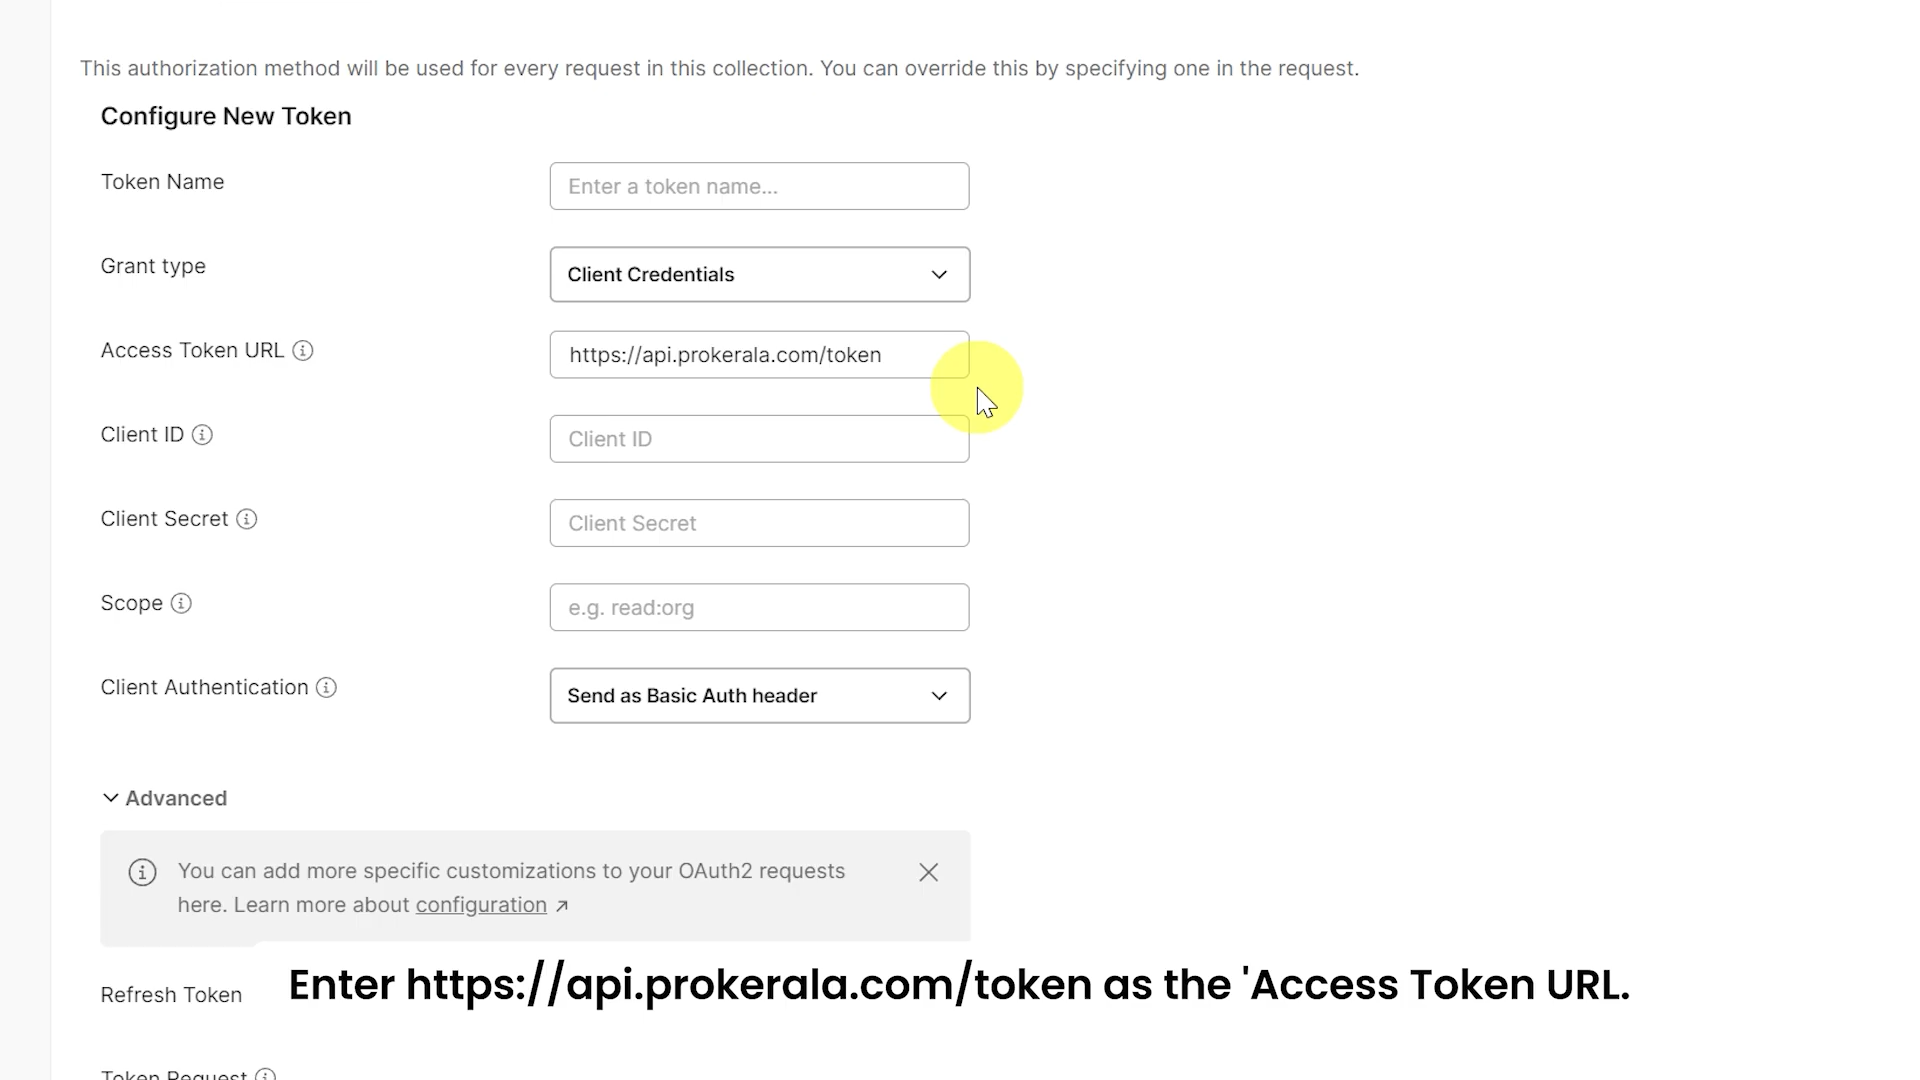 This authorization method will be used for every request in this collection. You can override this by specifying one in the request.
Configure New Token
Token Name
Enter a token name...
Grant type
Client Credentials
Access Token URL
https://api.prokerala.com/token
Client ID
Client ID
Client Secret
Client Secret
Scope
e.g. read:org
Client Authentication
Send as Basic Auth header
Advanced
You can add more specific customizations to your OAuth2 requests
here. Learn more about configuration ↗
Refresh Token
Enter https://api.prokerala.com/token as the 'Access Token URL.
Token Request